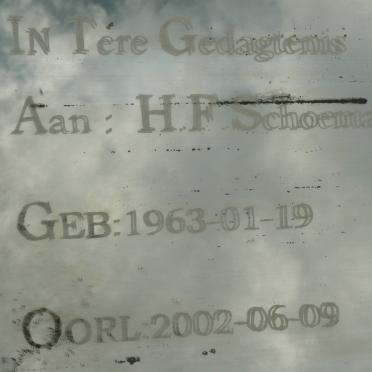 In Tere Gedagtenis
Aan: H.F Schoema
Geb: 1963-01-19
Oorl: 2002-06-09